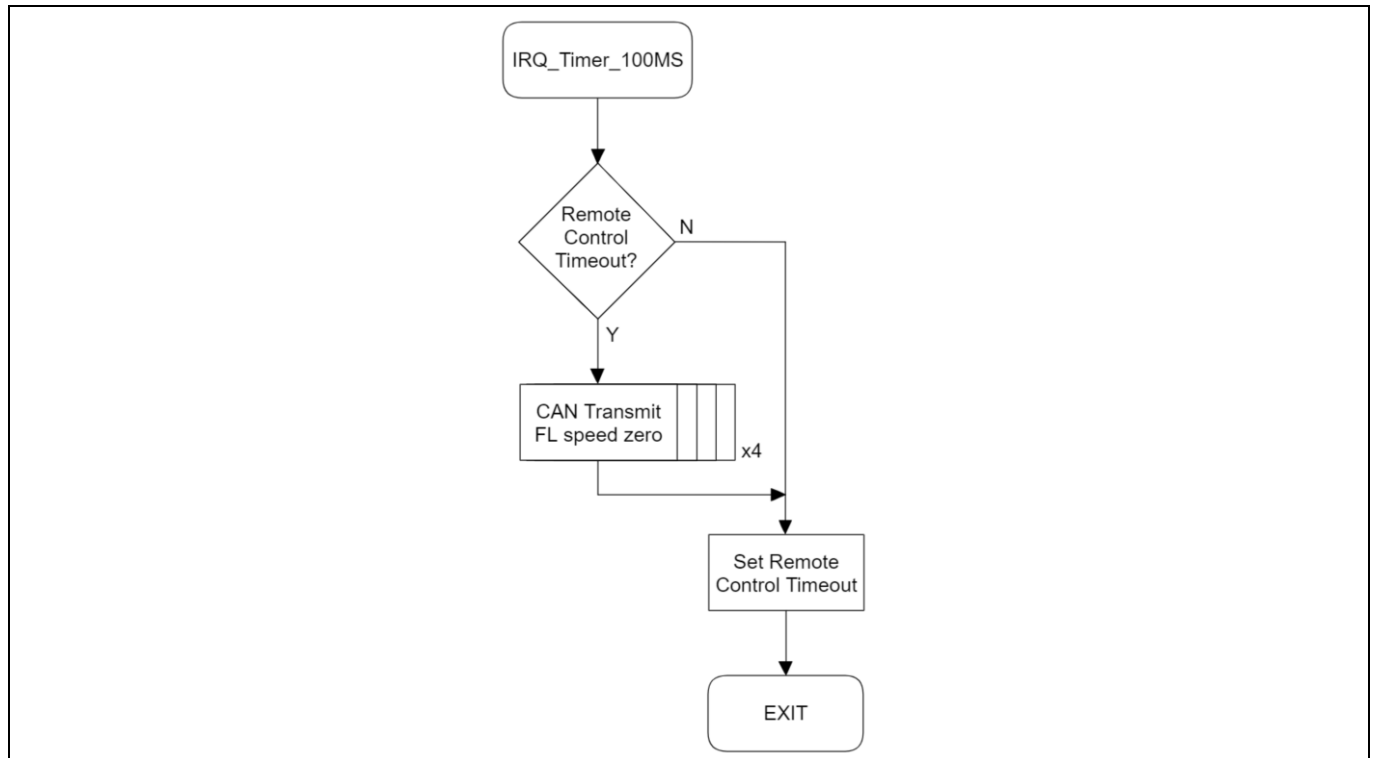 IRQ_Timer_100MS
Remote
Control
Timeout?
N
Y
CAN Transmit
FL speed zero
x4
Set Remote
Control Timeout
EXIT